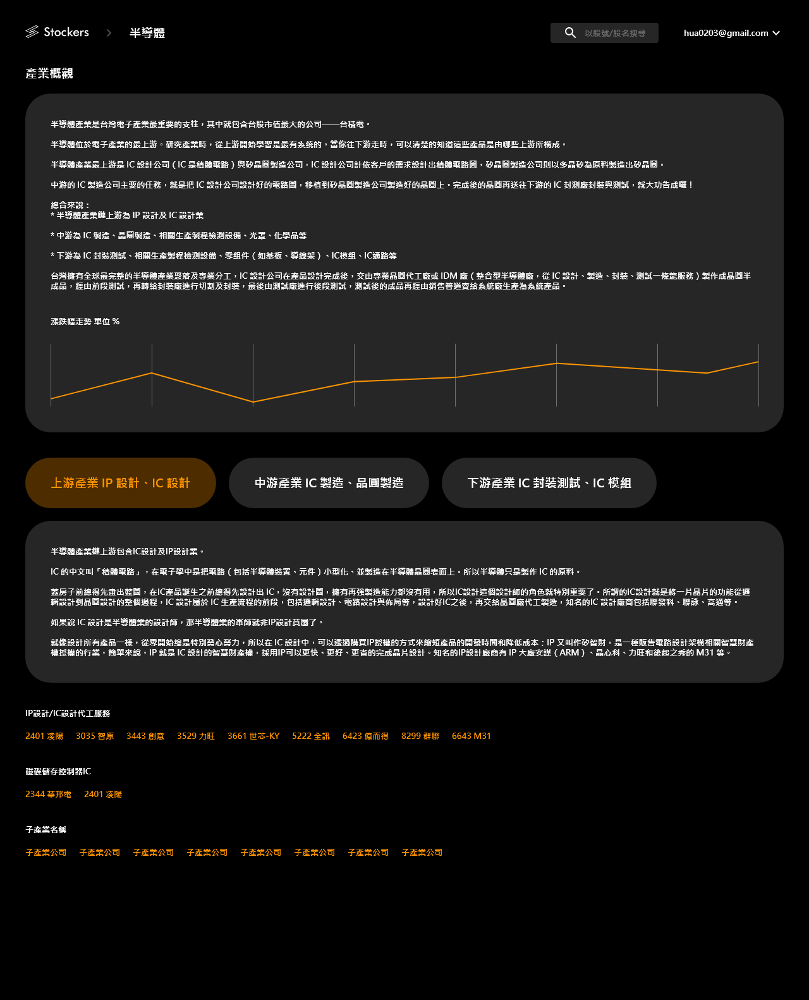 Stockers
半導體
以股號/股名搜尋
hua0203@gmail.com
產業概觀
半導體產業是台灣電子產業最重要的支柱，其中就包含台股市值最大的公司——台積電。
半導體位於電子產業的最上游。研究產業時，從上游開始學習是最有系統的。當你往下游走時，可以清楚的知道這些產品是由哪些上游所構成。
半導體產業最上游是 IC 設計公司（IC 是積體電路）與矽晶圓製造公司，IC 設計公司計依客戶的需求設計出積體電路圖，矽晶圓製造公司則以多晶矽為原料製造出矽晶圓。
中游的 IC 製造公司主要的任務，就是把 IC 設計公司設計好的電路圖，移植到矽晶圓製造公司製造好的晶圓上。完成後的晶圓再送往下游的 IC 封測廠封裝與測試，就大功告成囉！
總合來說：
* 半導體產業鏈上游為 IP 設計及 IC 設計業
* 中游為 IC 製造、晶圓製造、相關生產製程檢測設備、光罩、化學品等
* 下游為 IC 封裝測試、相關生產製程檢測設備、零組件（如基板、導線架）、IC模組、IC通路等
台灣擁有全球最完整的半導體產業聚落及專業分工，IC 設計公司在產品設計完成後，交由專業晶圓代工廠或 IDM 廠（整合型半導體廠，從 IC 設計、製造、封裝、測試一條龍服務）製作成晶圓半
成品，經由前段測試，再轉給封裝廠進行切割及封裝，最後由測試廠進行後段測試，測試後的成品再經由銷售管道賣給系統廠生產為系統產品。
漲跌幅走勢 單位 %
上游產業 IP 設計、IC 設計
中游產業 IC 製造、晶圓製造
下游產業 IC 封裝測試、IC 模組
半導體產業鏈上游包含IC設計及IP設計業。
IC 的中文叫「積體電路」，在電子學中是把電路（包括半導體裝置、元件）小型化、並製造在半導體晶圓表面上。所以半導體只是製作 IC 的原料。
蓋房子前總得先畫出藍圖，在IC產品誕生之前總得先設計出 IC，沒有設計圖，擁有再強製造能力都沒有用，所以IC設計這個設計師的角色就特別重要了。所謂的IC設計就是將一片晶片的功能從邏
輯設計到晶圓設計的整個過程，IC 設計屬於 IC 生產流程的前段，包括邏輯設計、電路設計與佈局等，設計好IC之後，再交給晶圓廠代工製造，知名的IC 設計廠商包括聯發科、聯詠、高通等。
如果說 IC 設計是半導體業的設計師，那半導體業的軍師就非IP設計莫屬了。
就像設計所有產品一樣，從零開始總是特別勞心勞力，所以在 IC 設計中，可以透過購買IP授權的方式來縮短產品的開發時間和降低成本；IP 又叫作矽智財，是一種販售電路設計架構相關智慧財產
權授權的行業，簡單來說，IP 就是 IC 設計的智慧財產權，採用IP可以更快、更好、更省的完成晶片設計。知名的IP設計廠商有 IP 大廠安謀（ARM）、晶心科、力旺和後起之秀的 M31 等。
IP設計/IC設計代工服務
2401 凌陽 3035 智原 3443 創意 3529 力旺 3661 世芯-KY 5222 全訊 6423 億而得 8299 群聯 6643 M31
磁碟儲存控制器IC
2344 華邦電 2401 凌陽
子產業名稱
子產業公司 子產業公司 子產業公司 子產業公司 子產業公司 子產業公司 子產業公司 子產業公司